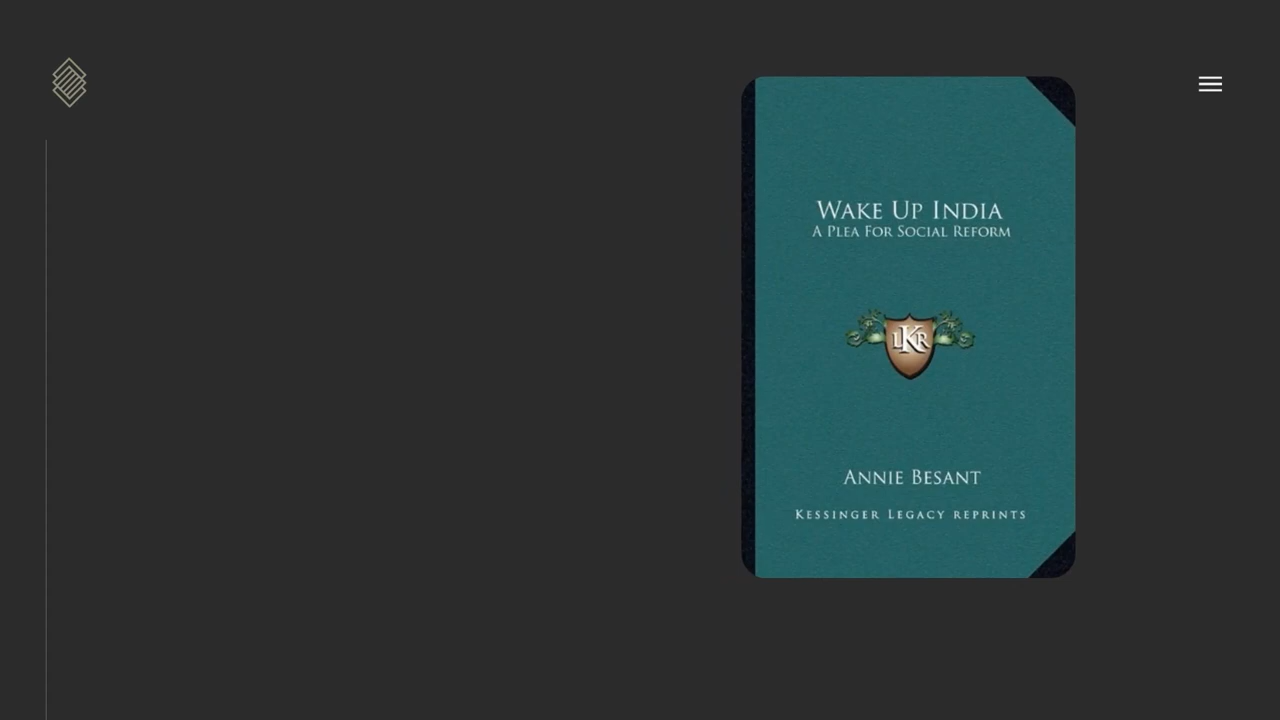 Wake Up India
A Plea For Social Reform
LKR
Annie Besant
Kessinger Legacy reprints